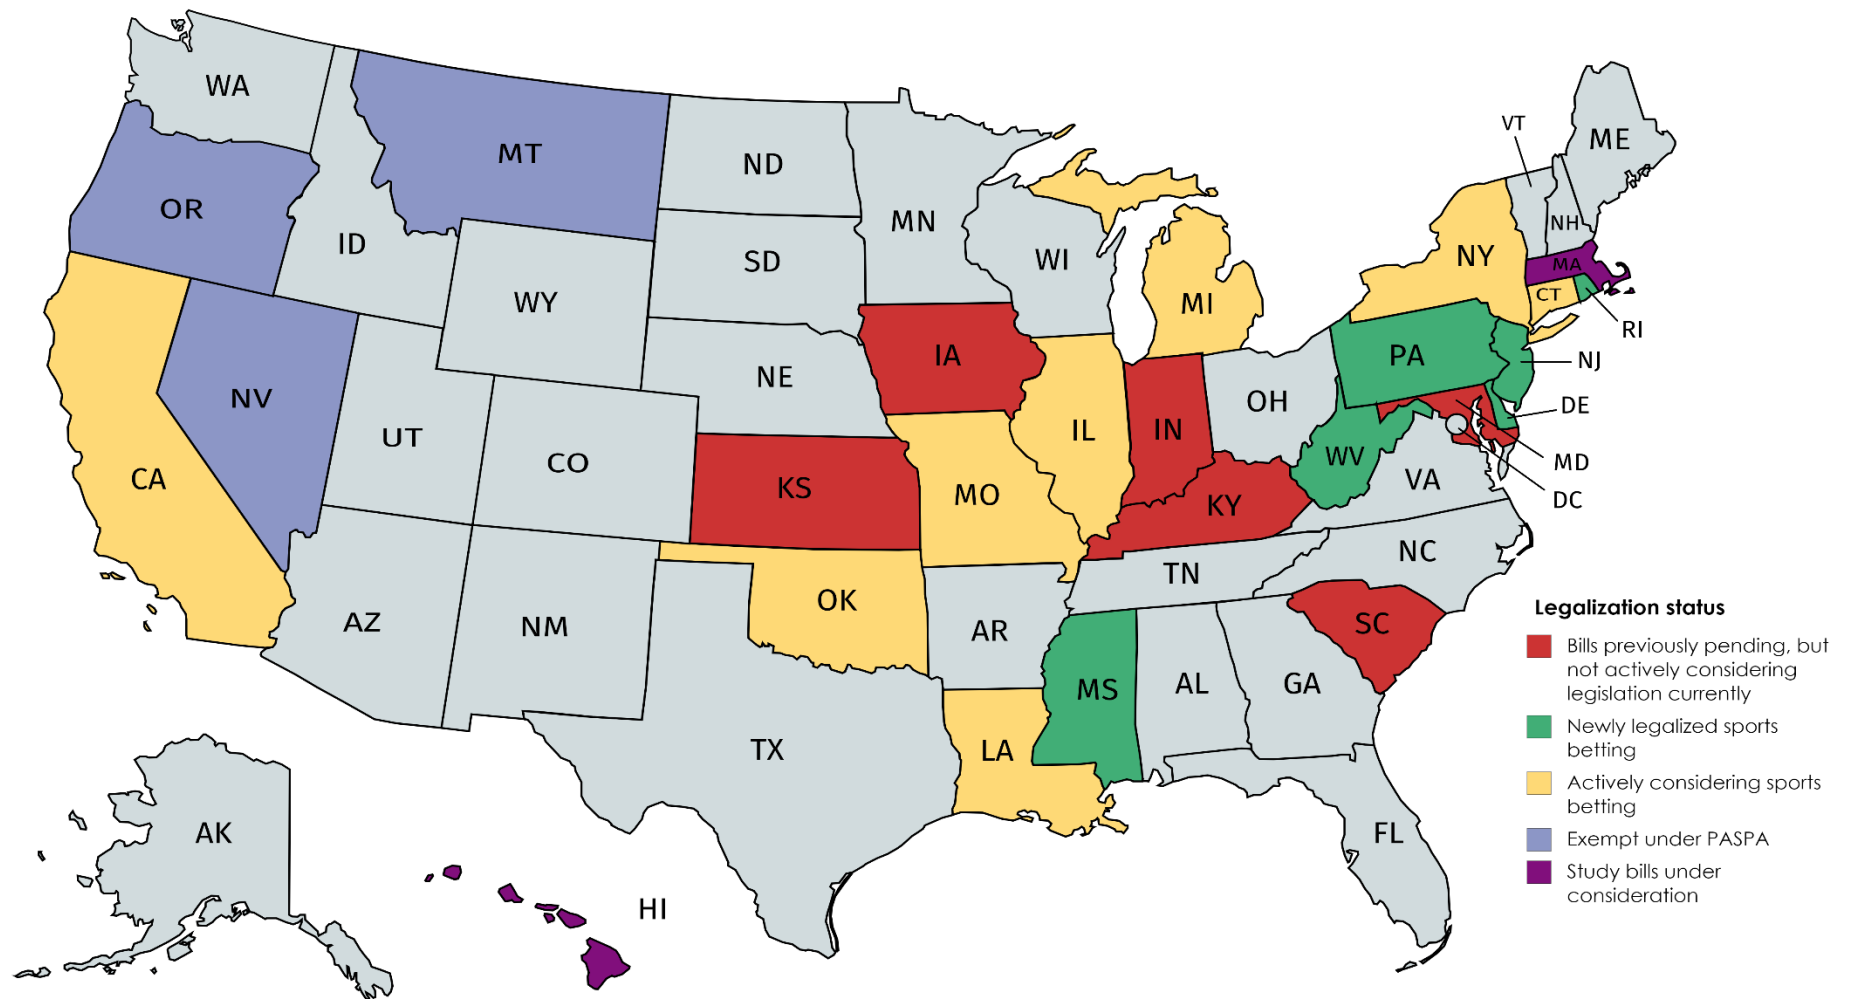 WA
MT
ND
MN
VT
ME
OR
ID
SD
WI
NH
NY
MA
WY
CT
MI
RI
IA
PA
NJ
NE
NV
OH
DE
UT
IL
IN
CO
WV
MD
CA
KS
MO
VA
DC
KY
NC
TN
OK
AZ
NM
AR
SC
MS
AL
GA
TX
LA
FL
AK
HI
Legalization status
Bills previously pending, but
not actively considering
legislation currently
Newly legalized sports
betting
Actively considering sports
betting
Exempt under PASPA
Study bills under
consideration